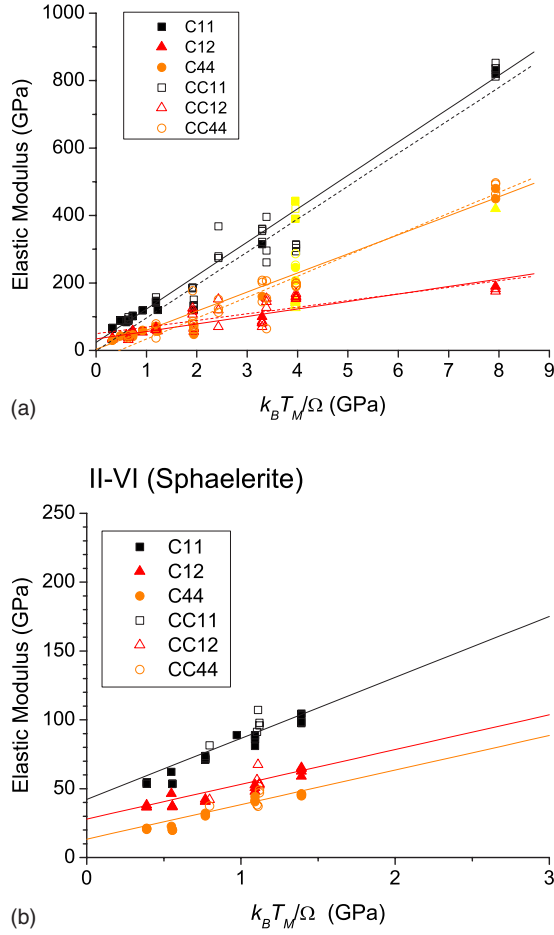 1000
800
600
400
200
0
Elastic Modulus (GPa)
C11
C12
C44
CC11
CC12
CC44
0 1 2 3 4 5 6 7 8 9
(a)
k_BT_M/Ω (GPa)
II-VI (Sphaelerite)
250
200
150
100
50
0
Elastic Modulus (GPa)
C11
C12
C44
CC11
CC12
CC44
0 1 2 3
(b)
k_BT_M/Ω (GPa)